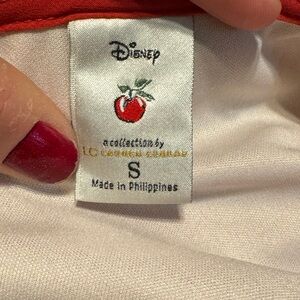 Disney
a collection by
LC LAUREN CONRAD
S
Made in Philippines